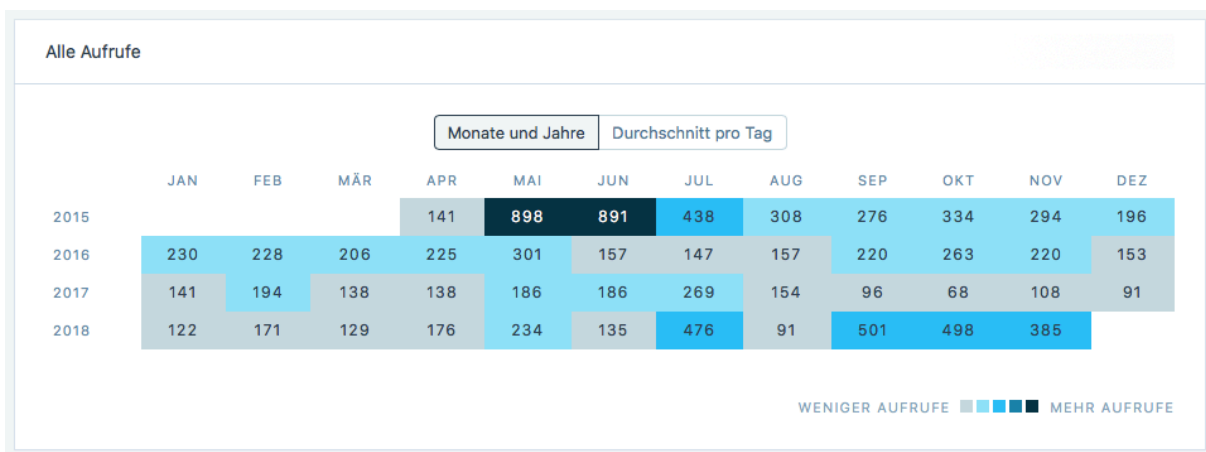 Alle Aufrufe
Monate und Jahre Durchschnitt pro Tag
JAN FEB MÄR APR MAI JUN JUL AUG SEP OKT NOV DEZ
2015 141 898 891 438 308 276 334 294 196
2016 230 228 206 225 301 157 147 157 220 263 220 153
2017 141 194 138 138 186 186 269 154 96 68 108 91
2018 122 171 129 176 234 135 476 91 501 498 385
WENIGER AUFRUFE MEHR AUFRUFE